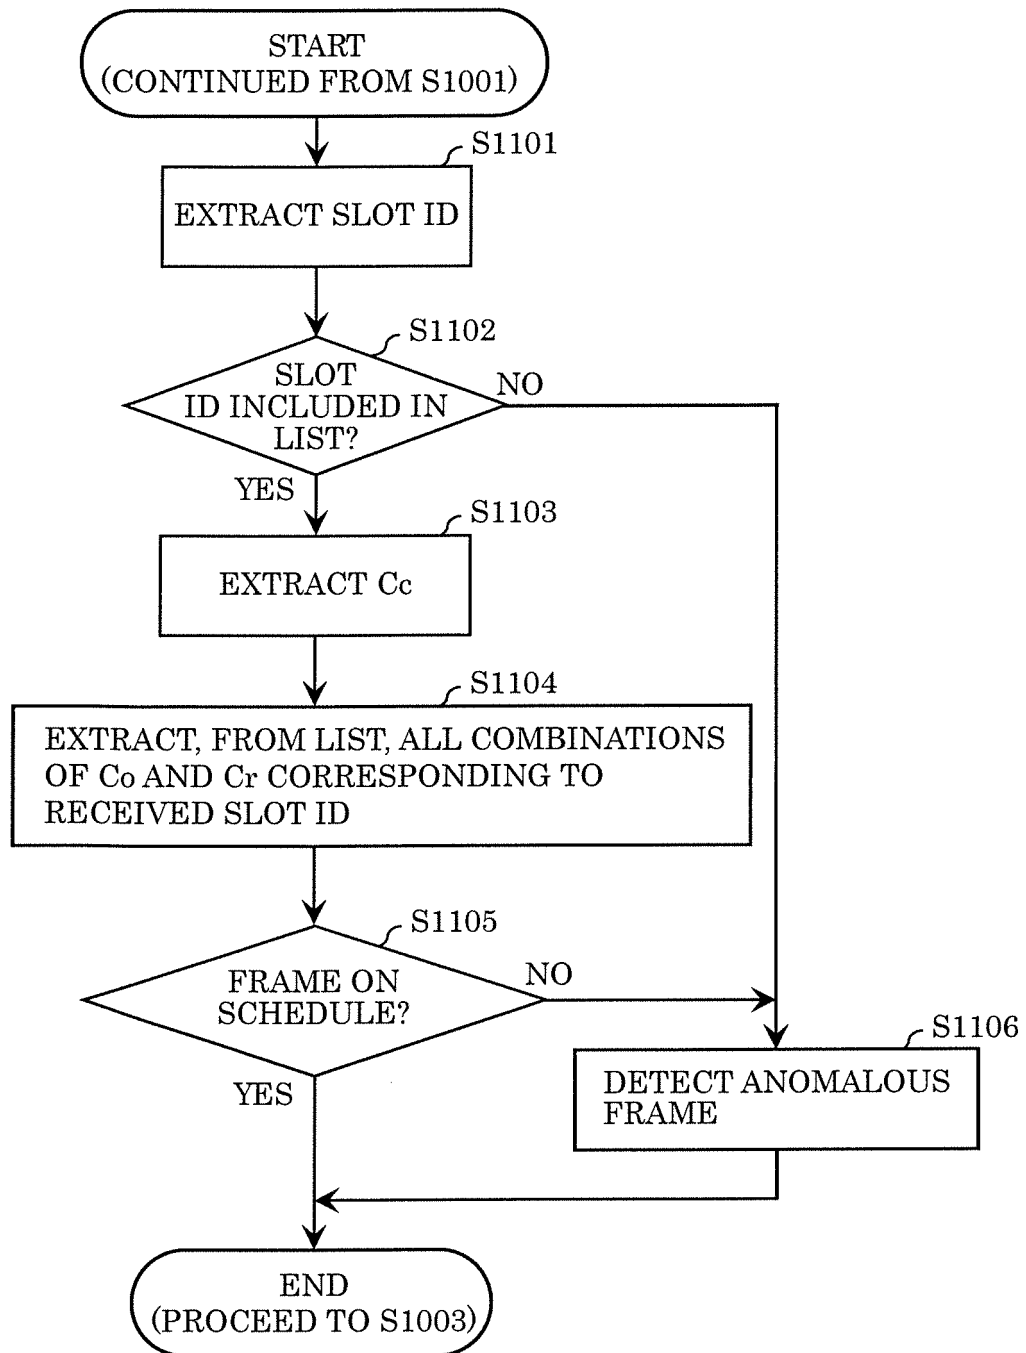 START
(CONTINUED FROM S1001)
S1101
EXTRACT SLOT ID
S1102
SLOT
ID INCLUDED IN
LIST?
NO
YES
S1103
EXTRACT Cc
S1104
EXTRACT, FROM LIST, ALL COMBINATIONS
OF Co AND Cr CORRESPONDING TO
RECEIVED SLOT ID
S1105
FRAME ON
SCHEDULE?
NO
YES
S1106
DETECT ANOMALOUS
FRAME
END
(PROCEED TO S1003)